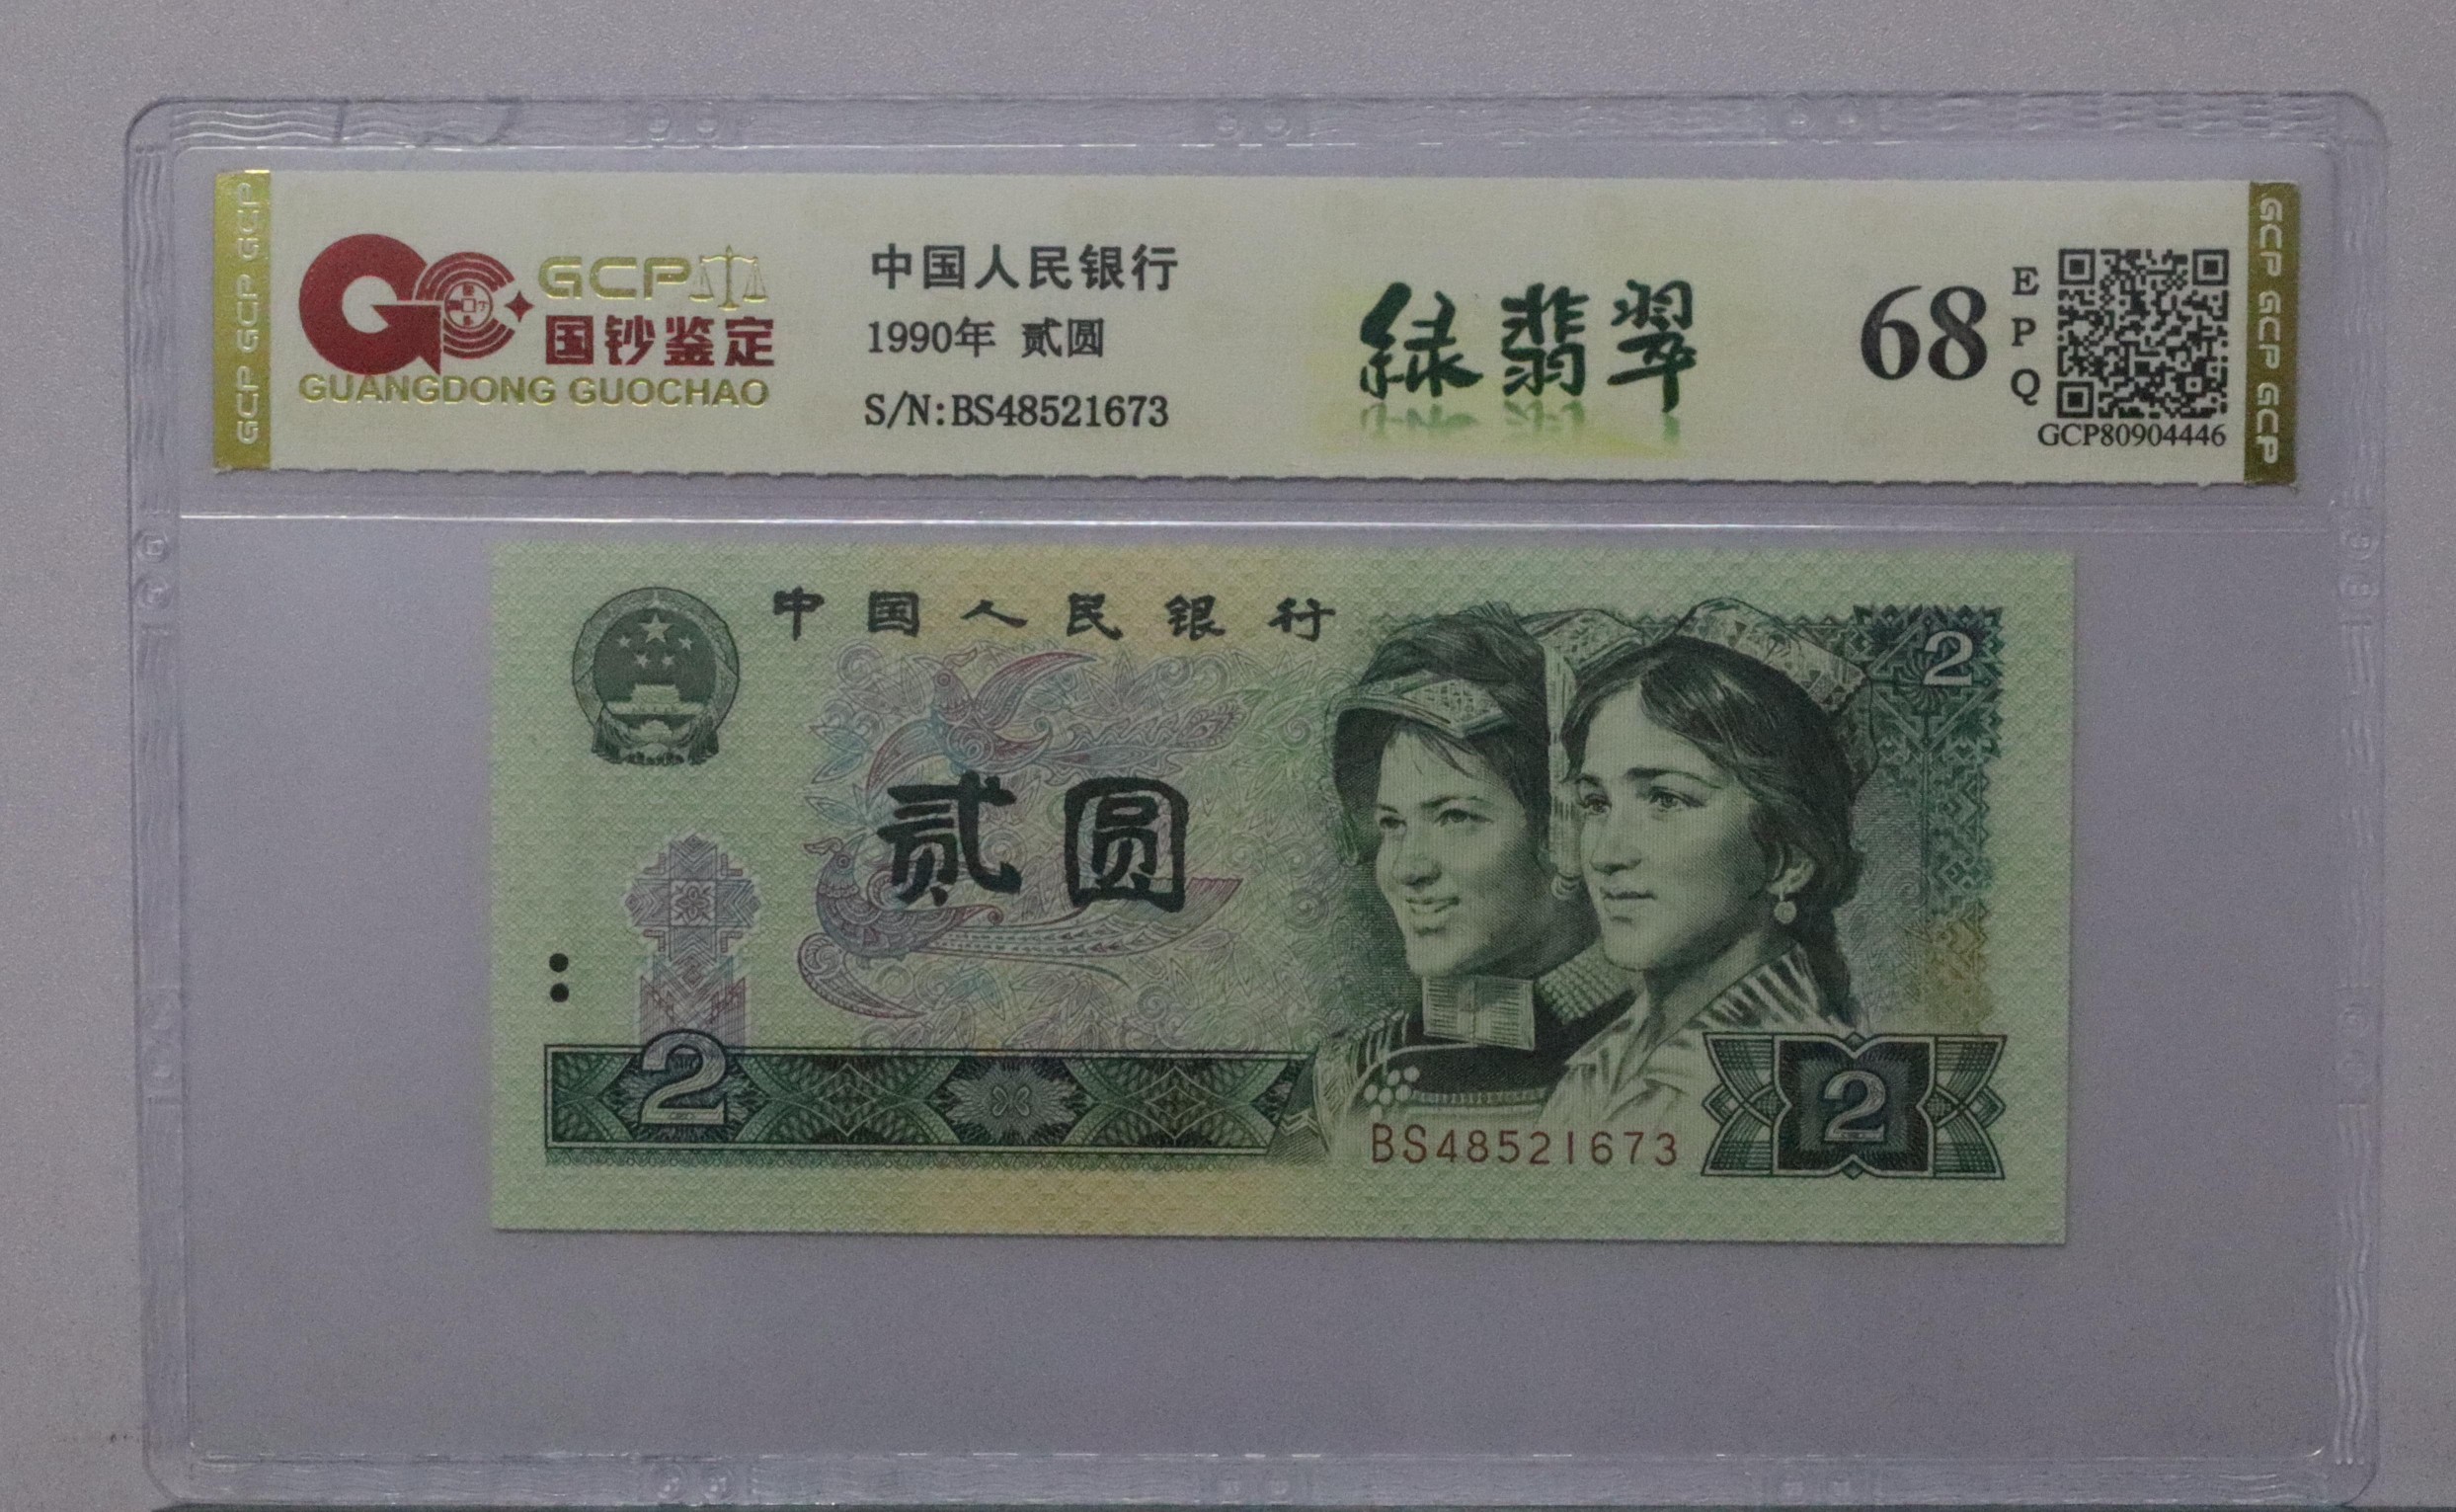 GCP GCP GCP
GCP
国钞鉴定
GUANGDONG GUOCHAO
中国人民银行
1990年 贰圆
S/N:BS48521673
绿翡翠
68
E
P
Q
GCP80904446
GCP GCP GCP
中国人民银行
2
贰圆
2
BS48521673
2